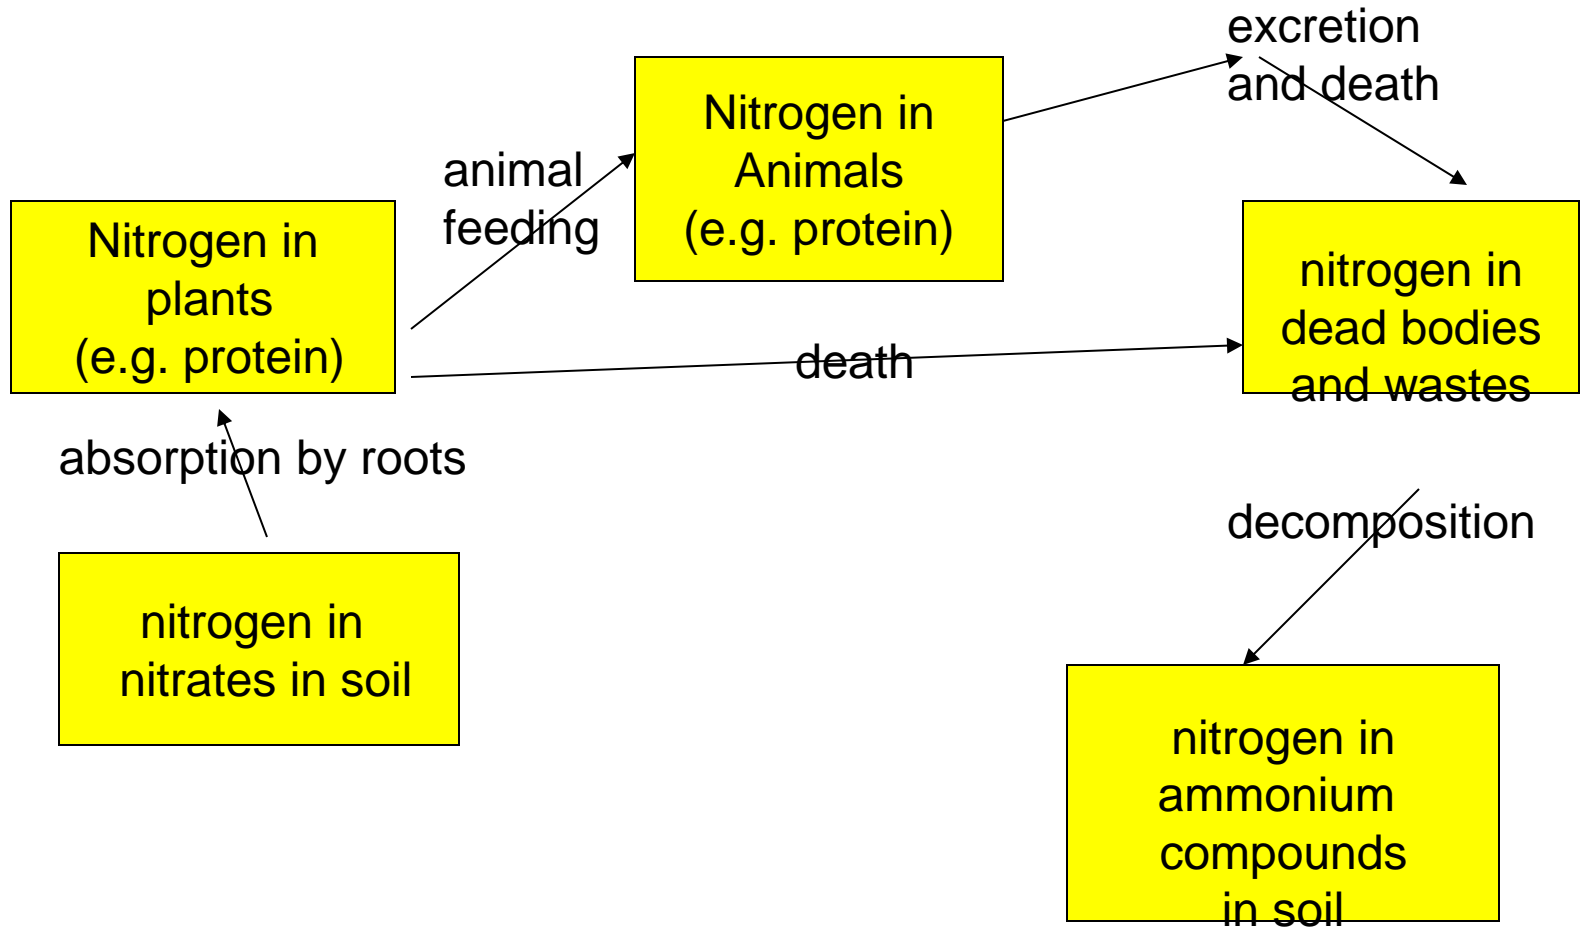 excretion
and death
Nitrogen in
Animals
(e.g. protein)
animal
feeding
Nitrogen in
plants
(e.g. protein)
nitrogen in
dead bodies
and wastes
death
absorption by roots
decomposition
nitrogen in
nitrates in soil
nitrogen in
ammonium
compounds
in soil